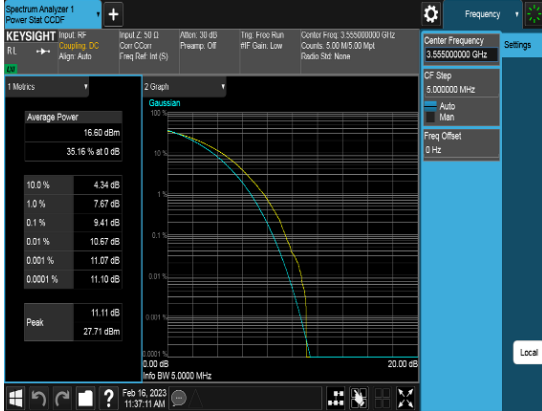 Spectrum Analyzer 1
Power Stat CCDF
Frequency
KEYSIGHT
RL
Input: RF
Coupling: DC
Align: Auto
Input Z: 50 Ω
Corr CCorr
Freq Ref: Int (S)
Atten: 30 dB
Preamp: Off
Trig: Free Run
#IF Gain: Low
Center Freq: 3.555000000 GHz
Counts: 5.00 M/5.00 Mpt
Radio Std: None
Center Frequency
3.555000000 GHz
Settings
CF Step
5.000000 MHz
Auto
Man
Freq Offset
0 Hz
1 Metrics
2 Graph
Average Power
16.60 dBm
35.16 % at 0 dB
10.0 % 4.34 dB
1.0 % 7.67 dB
0.1 % 9.41 dB
0.01 % 10.67 dB
0.001 % 11.07 dB
0.0001 % 11.10 dB
Peak
11.11 dB
27.71 dBm
Gaussian
100 %
10 %
1 %
0.1 %
0.01 %
0.001 %
0.0001 %
0.00 dB
20.00 dB
Info BW 5.0000 MHz
Local
?
Feb 16, 2023
11:37:11 AM